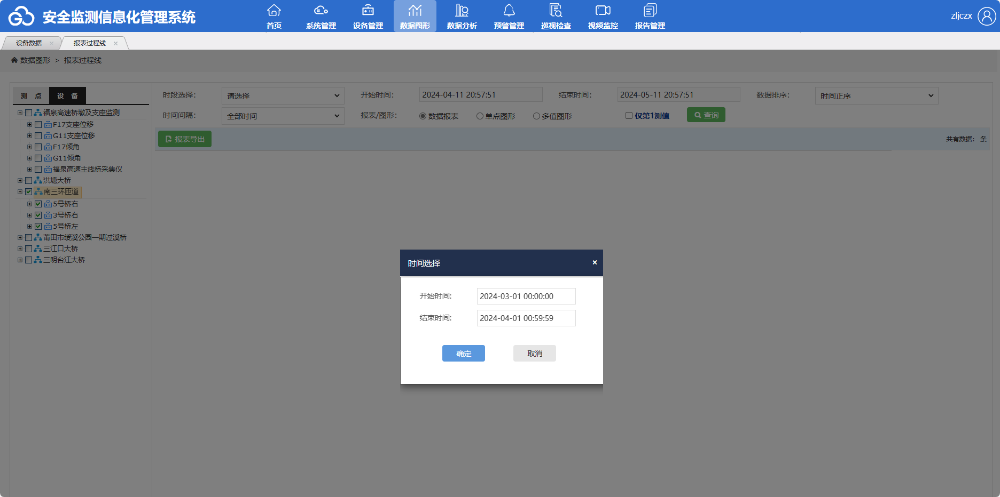 安全监测信息化管理系统
首页 系统管理 设备管理 数据图形 数据分析 预警管理 巡视检查 视频监控 报告管理
zljczx
设备数据 × 报表过程线 ×
数据图形 > 报表过程线
测 点 设 备
福泉高速桥墩及支座监测
F17支座位移
G11支座位移
F17倾角
G11倾角
福泉高速主线桥采集仪
洪塘大桥
南三环匝道
5号桥右
3号桥右
5号桥左
莆田市绶溪公园一期过溪桥
三江口大桥
三明台江大桥
时段选择: 请选择 开始时间: 2024-04-11 20:57:51 结束时间: 2024-05-11 20:57:51 数据排序: 时间正序
时间间隔: 全部时间 报表/图形: 数据报表 单点图形 多值图形 仅第1测值 查询
报表导出 共有数据: 条
时间选择 ×
开始时间: 2024-03-01 00:00:00
结束时间: 2024-04-01 00:59:59
确定 取消